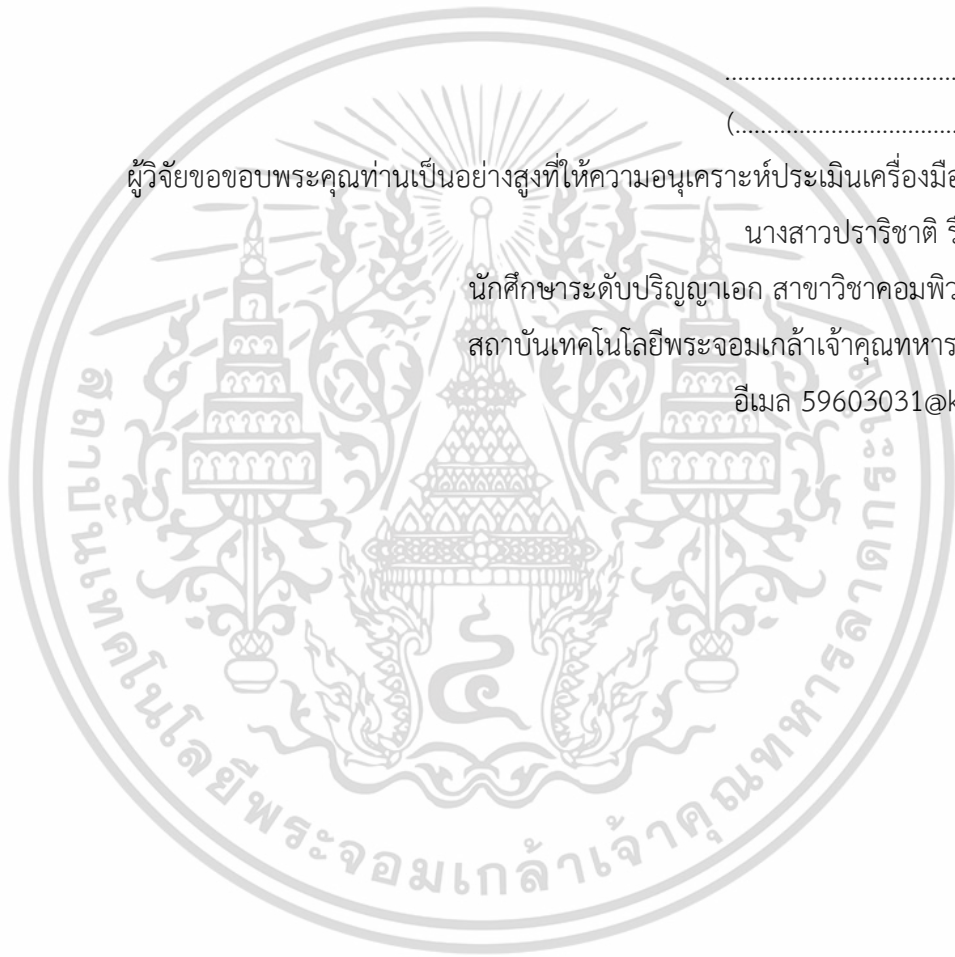 ..................................
(..................................
ผู้วิจัยขอขอบพระคุณท่านเป็นอย่างสูงที่ให้ความอนุเคราะห์ประเมินเครื่องมือ
นางสาวปราริชาติ
นักศึกษาระดับปริญญาเอก สาขาวิชาคอมพิว
สถาบันเทคโนโลยีพระจอมเกล้าเจ้าคุณทหาร
อีเมล 59603031@k
สถาบันเทคโนโลยีพระจอมเกล้าเจ้าคุณทหารลาดกระบัง